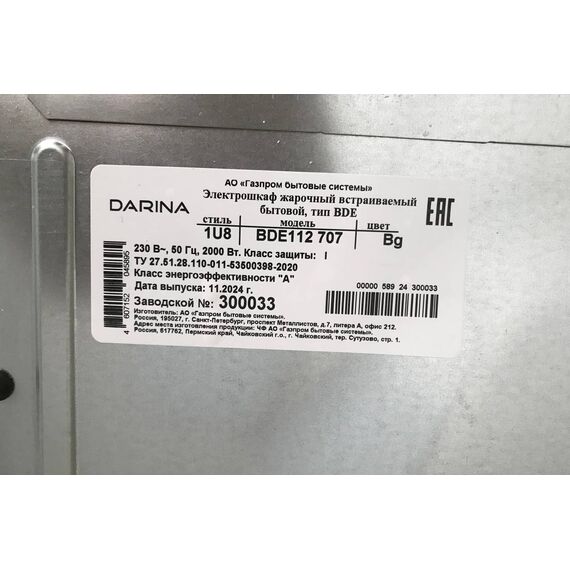 АО «Газпром бытовые системы»
Электрошкаф жарочный встраиваемый
бытовой, тип BDE
DARINA
EAC
стиль модель цвет
1U8 BDE112 707 Bg
230 В~, 50 Гц, 2000 Вт. Класс защиты: I
ТУ 27.51.28.110-011-53500398-2020
Класс энергоэффективности "А"
Дата выпуска: 11.2024 г.
Заводской №: 300033
00000 589 24 300033
4 607152 045895
Изготовитель: АО «Газпром бытовые системы».
Россия, 195027, г. Санкт-Петербург, проспект Металлистов, д.7, литера А, офис 212.
Адрес места изготовления продукции: ЧФ АО «Газпром бытовые системы».
Россия, 617762, Пермский край, Чайковский г.о., г. Чайковский, тер. Сутузово, стр. 1.